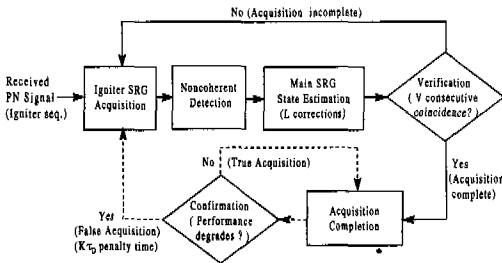 No (Acquisition incomplete)
Received
PN Signal
(Igniter seq.)
Igniter SRG
Acquisition
Noncoherent
Detection
Main SRG
State Estimation
(L corrections)
Verification
( V consecutive
coincidence? )
Yes
(Acquisition
complete)
No (True Acquisition)
Confirmation
( Performance
degrades ? )
Acquisition
Completion
Yes
(False Acquisition)
(Kτ_D penalty time)